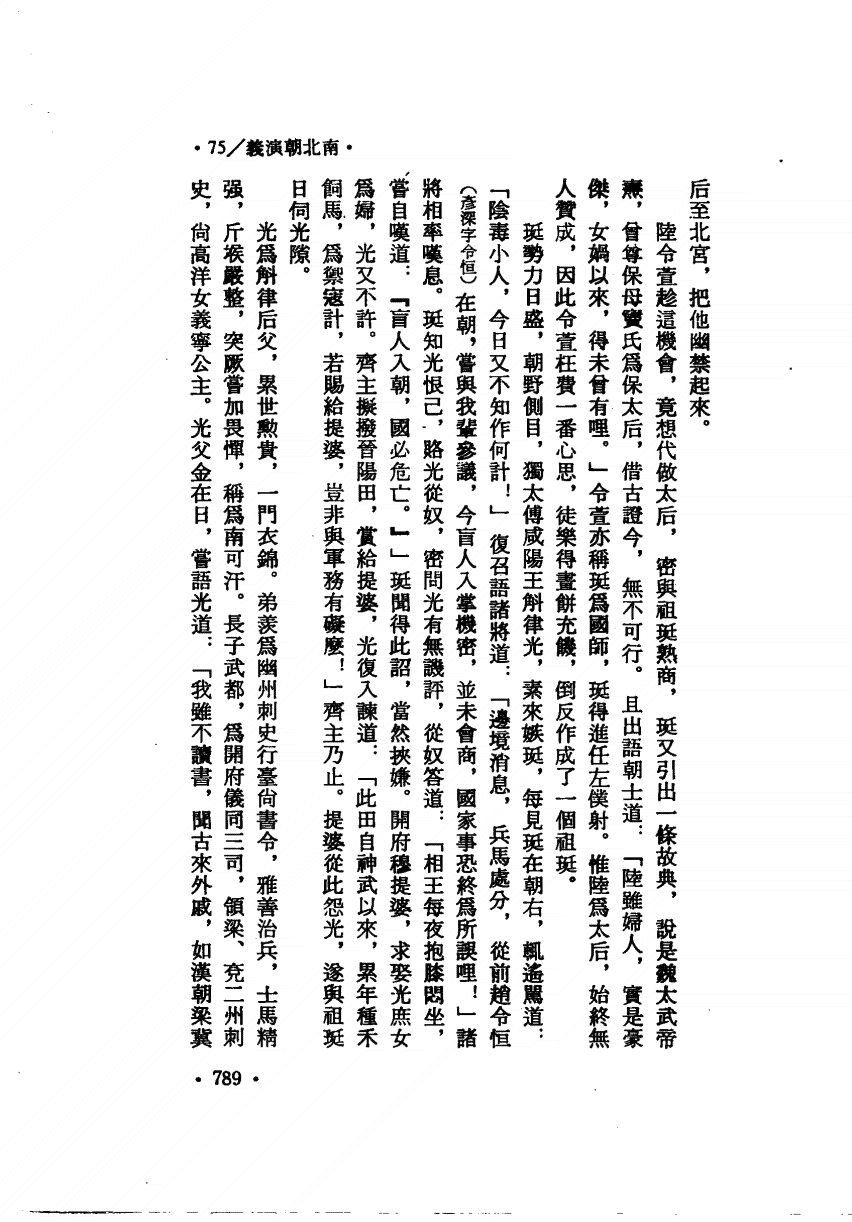 ·南北朝演義/75·
后至北宮，把他幽禁起來。
陸令萱趁這機會，竟想代做太后，密與祖珽熟商，珽又引出一條故典，說是魏太武帝
燾，曾尊保母竇氏爲保太后，借古證今，無不可行。且出語朝士道：「陸雖婦人，實是豪
傑，女媧以來，得未曾有哩。」令萱亦稱珽爲國師，珽得進任左僕射。惟陸爲太后，始終無
人贊成，因此令萱枉費一番心思，徒樂得畫餅充饑，倒反作成了一個祖珽。
珽勢力日盛，朝野側目，獨太傅咸陽王斛律光，素來嫉珽，每見珽在朝右，輒遙罵道：
「陰毒小人，今日又不知作何計！」復召語諸將道：「邊境消息，兵馬處分，從前趙令恒
（彥深字令恒）在朝，嘗與我輩參議，今盲人入掌機密，並未會商，國家事恐終爲所誤哩！」諸
將相率嘆息。珽知光恨己，賂光從奴，密問光有無譏評，從奴答道：「相王每夜抱膝悶坐，
嘗自嘆道：『盲人入朝，國必危亡。』」珽聞得此詔，當然挾嫌。開府穆提婆，求娶光庶女
爲婦，光又不許。齊主擬撥晉陽田，賞給提婆，光復入諫道：「此田自神武以來，累年種禾
飼馬，爲禦寇計，若賜給提婆，豈非與軍務有礙麽！」齊主乃止。提婆從此怨光，遂與祖珽
日伺光隙。
光爲斛律后父，累世勳貴，一門衣錦。弟羨爲幽州刺史行臺尙書令，雅善治兵，士馬精
强，斥堠嚴整，突厥嘗加畏憚，稱爲南可汗。長子武都，爲開府儀同三司，領梁、兗二州刺
史，尙高洋女義寧公主。光父金在日，嘗語光道：「我雖不讀書，聞古來外戚，如漢朝梁冀
·789·